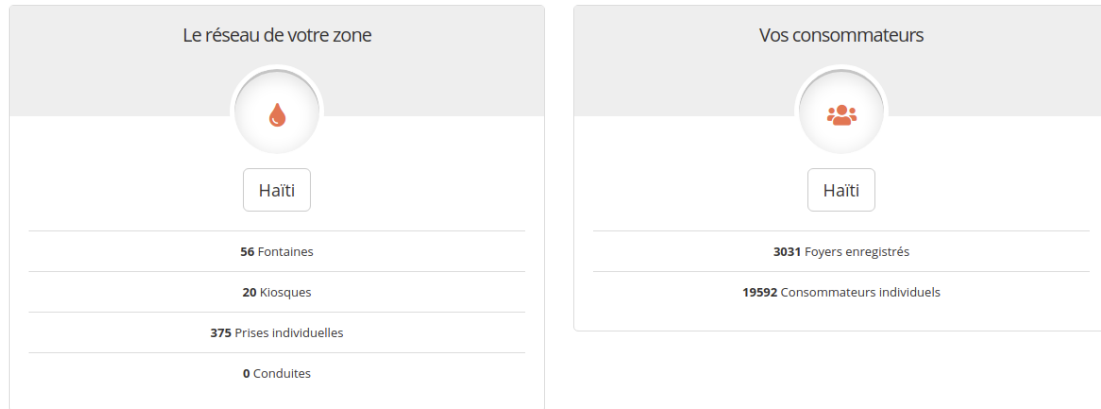 Le réseau de votre zone
Haïti
56 Fontaines
20 Kiosques
375 Prises individuelles
0 Conduites
Vos consommateurs
Haïti
3031 Foyers enregistrés
19592 Consommateurs individuels